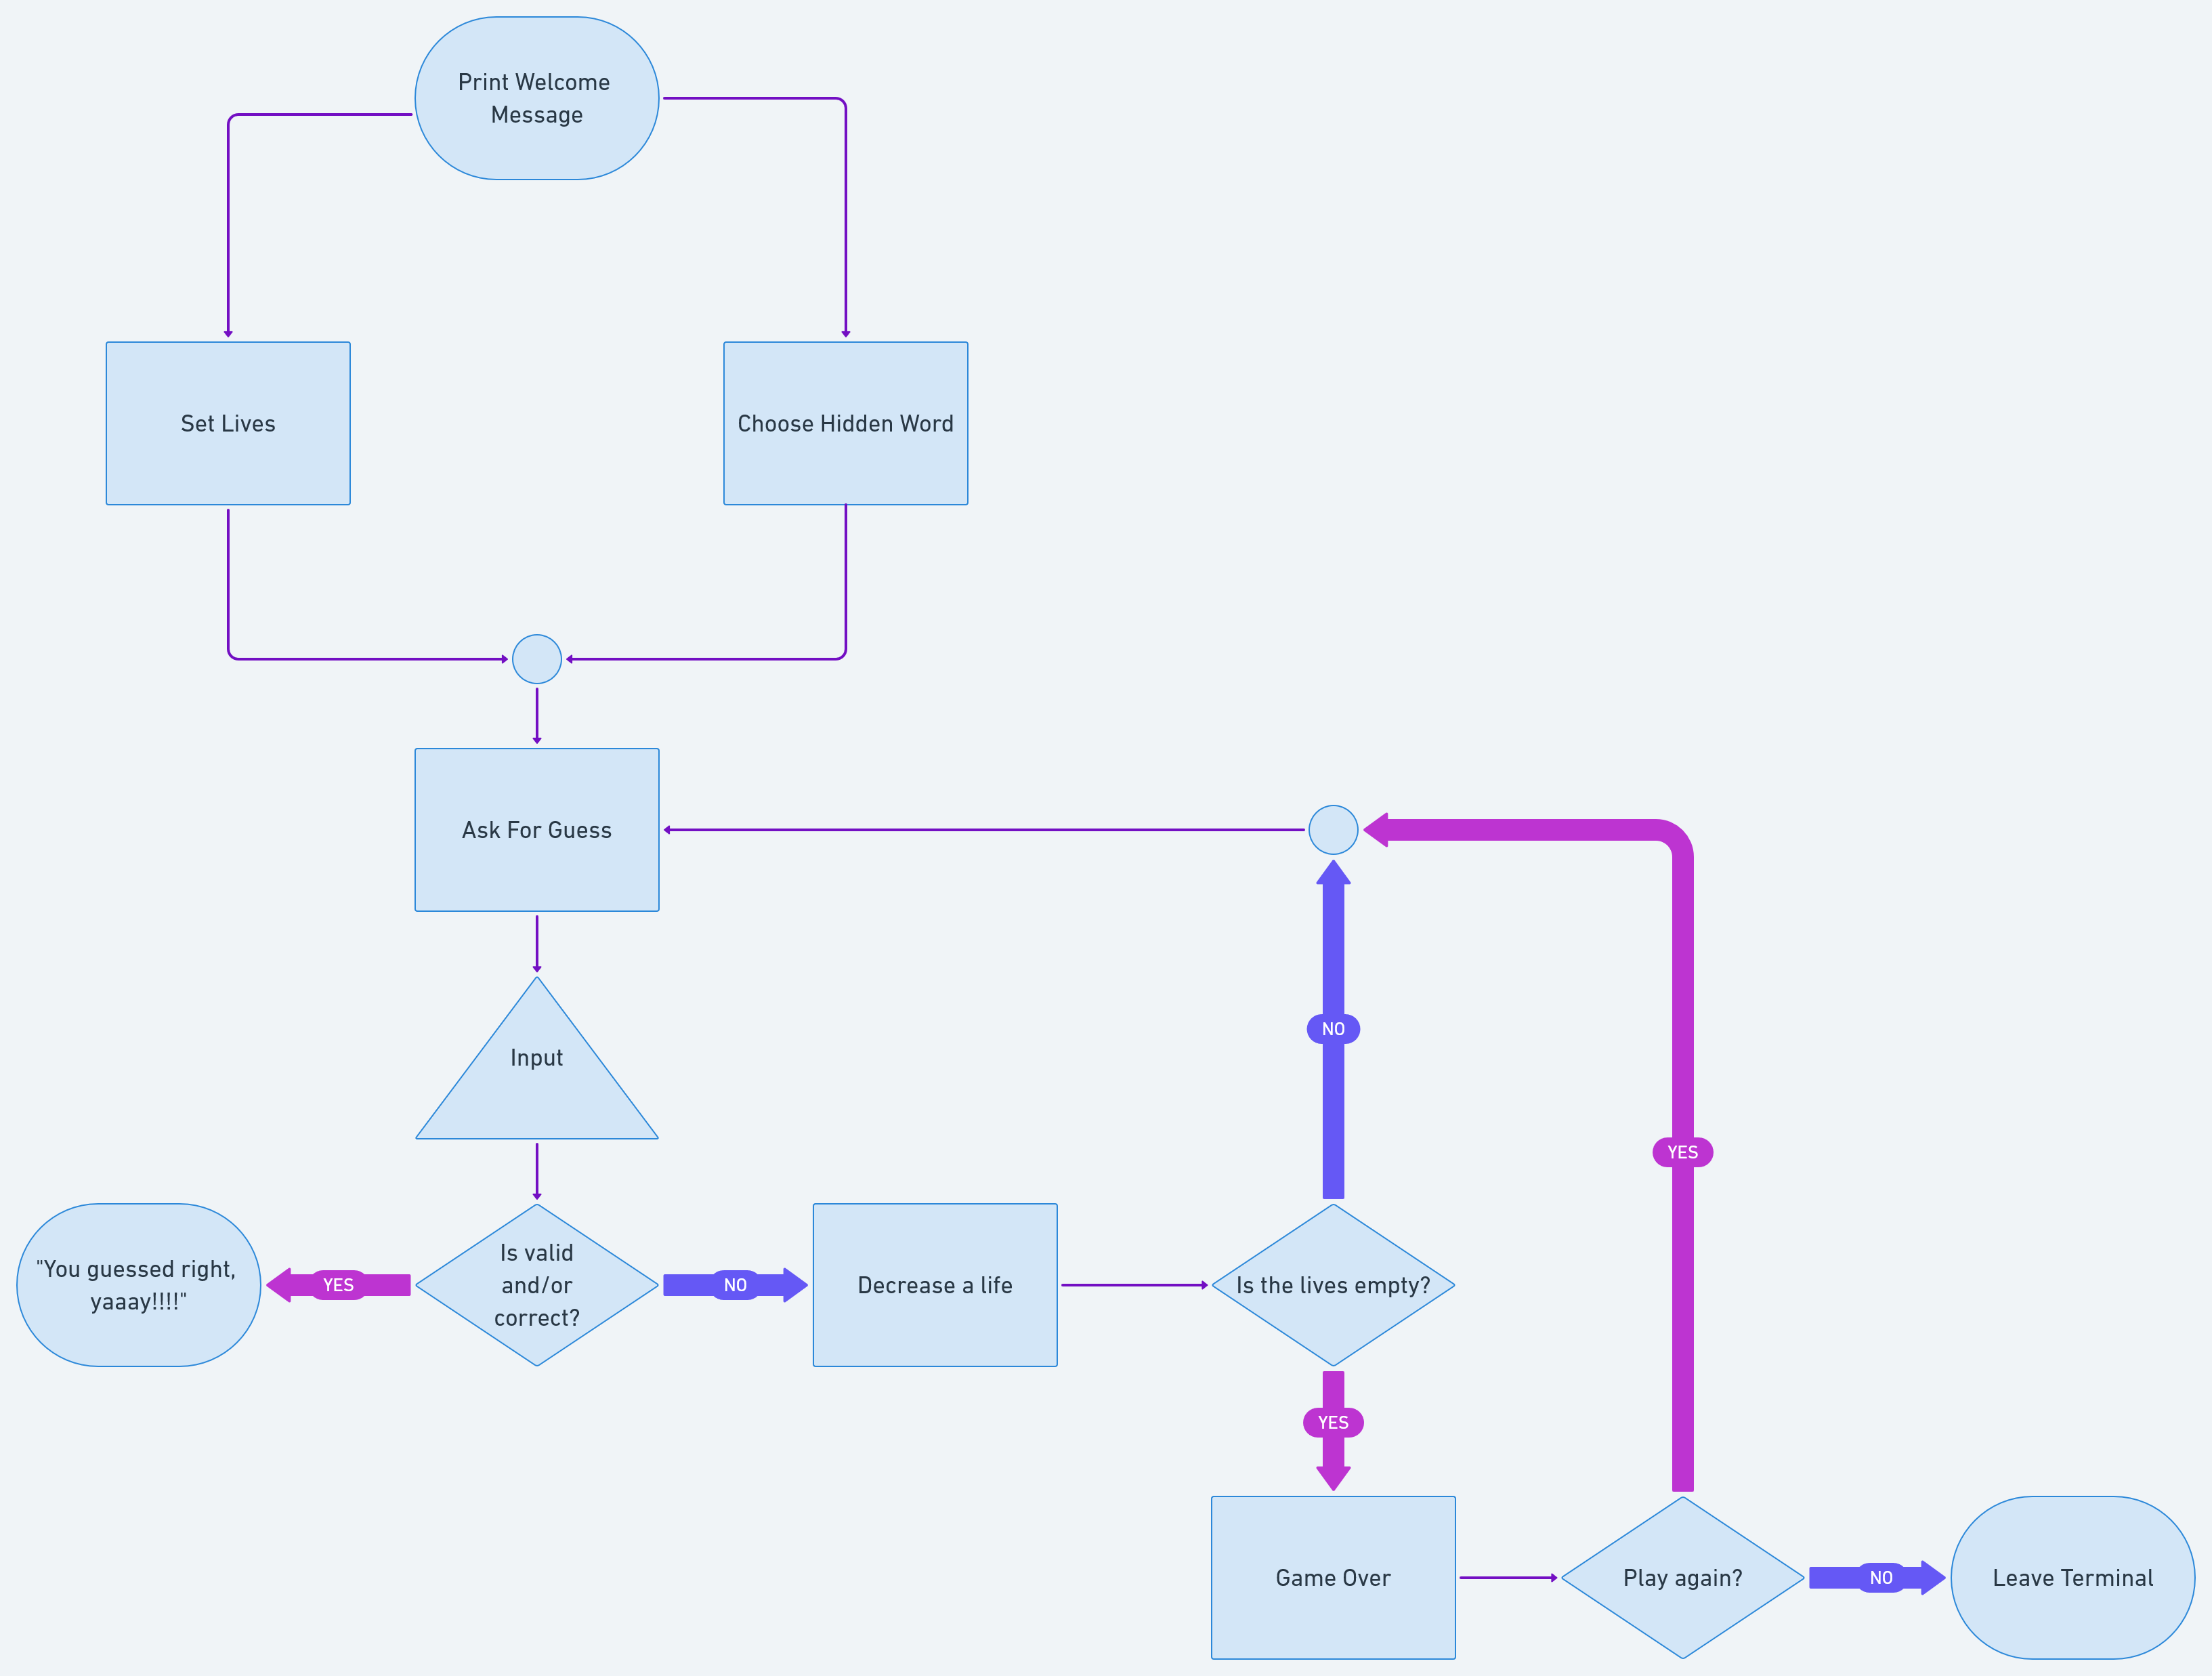 Print Welcome
Message
Set Lives
Choose Hidden Word
Ask For Guess
Input
NO
YES
"You guessed right,
yaaay!!!!"
YES
Is valid
and/or
correct?
NO
Decrease a life
Is the lives empty?
YES
Game Over
Play again?
NO
Leave Terminal